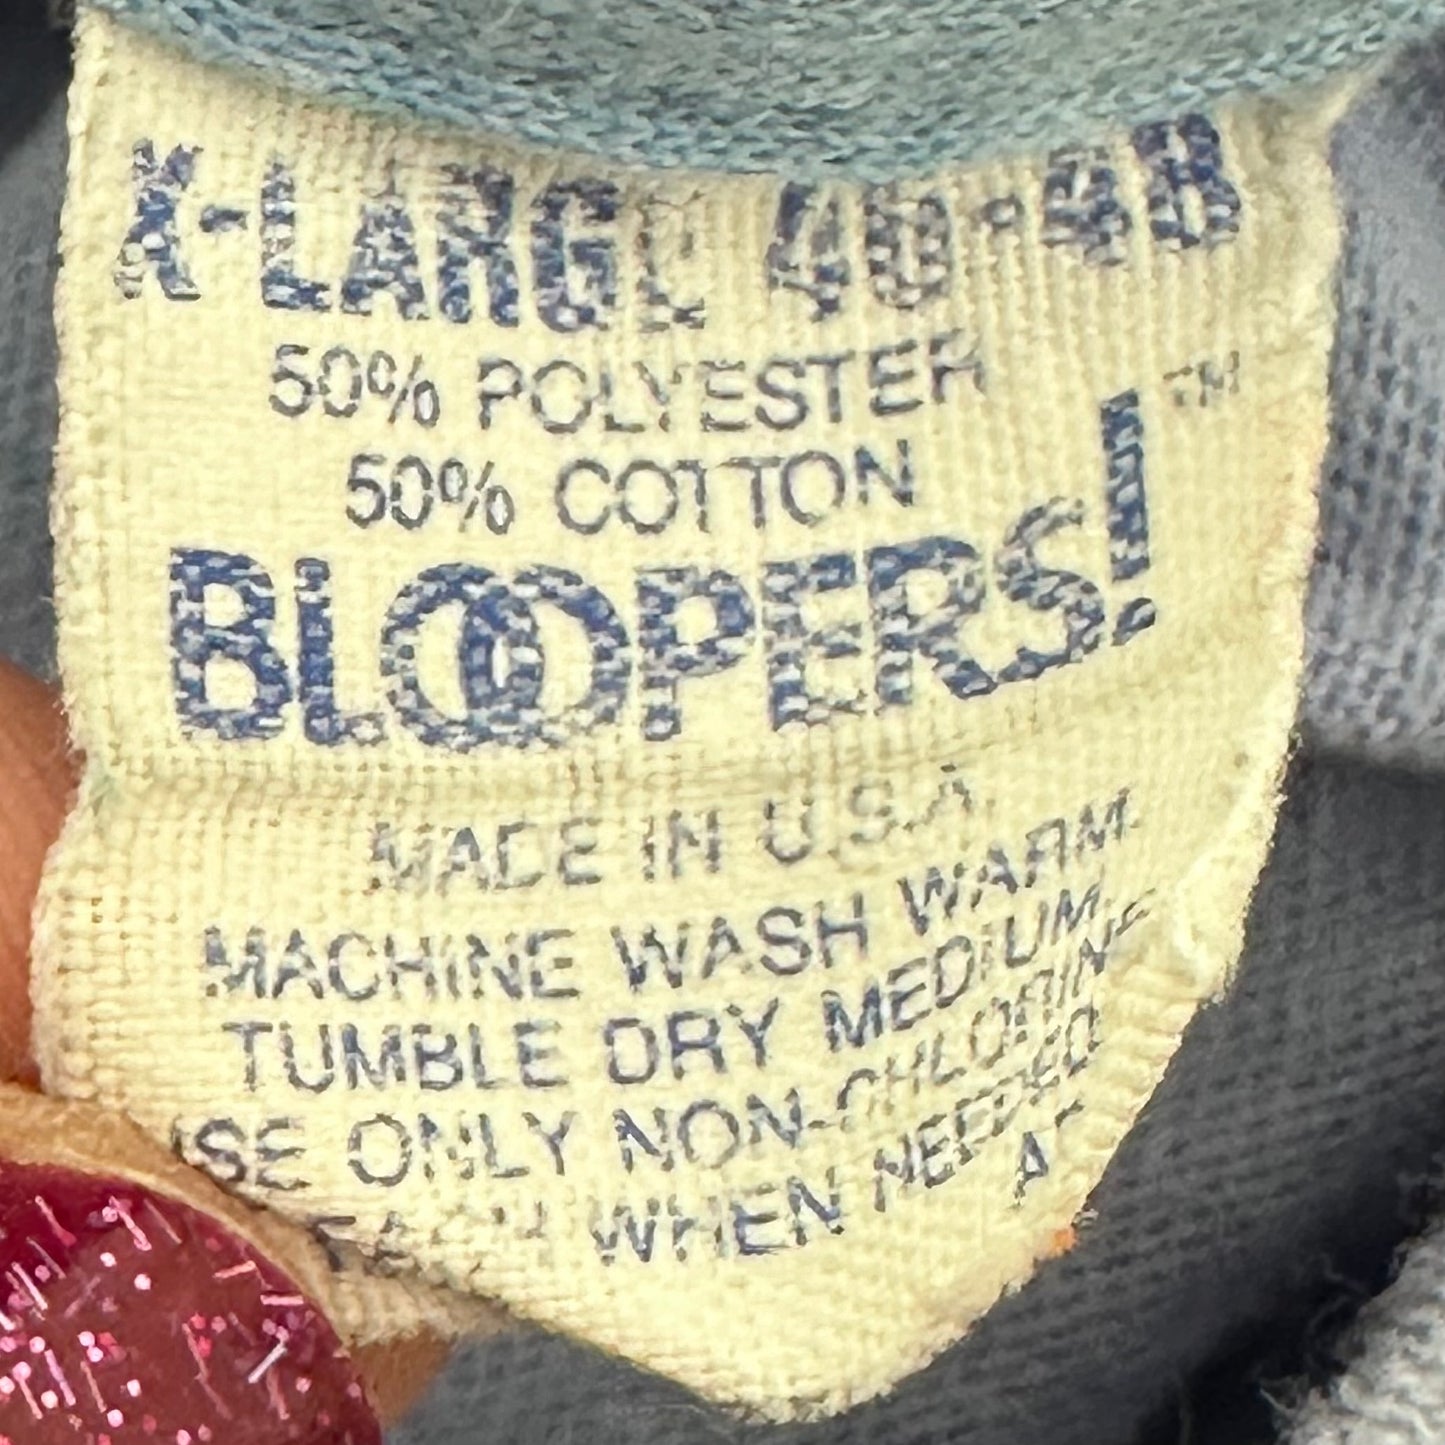 X-LARGE 46-48
50% POLYESTER
50% COTTON
BLOOPERS!™
MADE IN U.S.A.
MACHINE WASH WARM.
TUMBLE DRY MEDIUM.
USE ONLY NON-CHLORINE
WHEN NEEDED